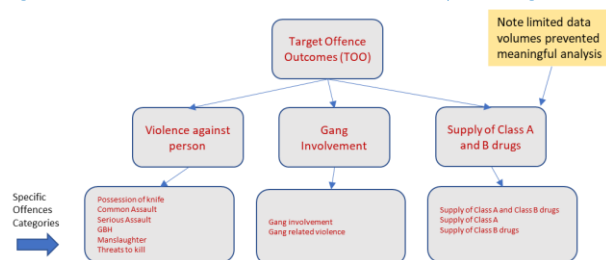 Target Offence
Outcomes (TOO)
Note limited data
volumes prevented
meaningful analysis
Violence against
person
Gang
Involvement
Supply of Class A
and B drugs
Specific
Offences
Categories
Possession of knife
Common Assault
Serious Assault
GBH
Manslaughter
Threats to kill
Gang involvement
Gang related violence
Supply of Class A and Class B drugs
Supply of Class A
Supply of Class B drugs